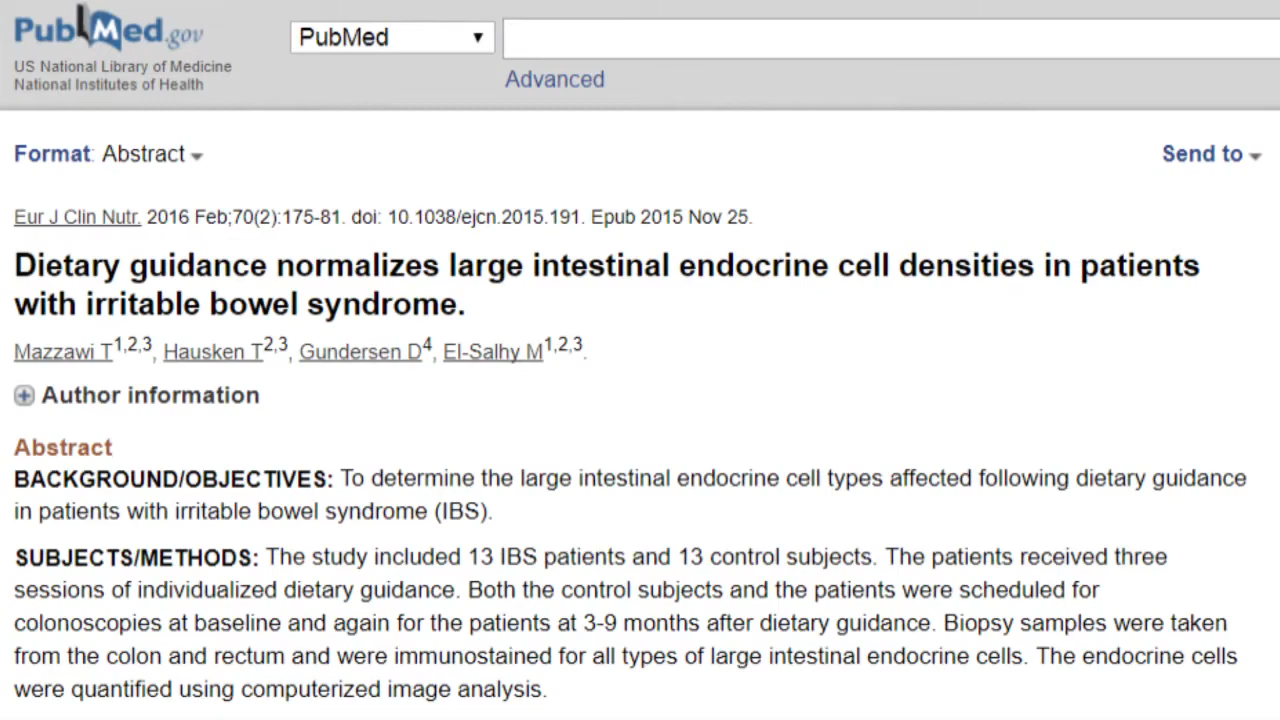 PubMed.gov
US National Library of Medicine
National Institutes of Health
PubMed
Advanced
Format: Abstract
Send to
Eur J Clin Nutr. 2016 Feb;70(2):175-81. doi: 10.1038/ejcn.2015.191. Epub 2015 Nov 25.
Dietary guidance normalizes large intestinal endocrine cell densities in patients
with irritable bowel syndrome.
Mazzawi T1,2,3, Hausken T2,3, Gundersen D4, El-Salhy M1,2,3.
Author information
Abstract
BACKGROUND/OBJECTIVES: To determine the large intestinal endocrine cell types affected following dietary guidance
in patients with irritable bowel syndrome (IBS).
SUBJECTS/METHODS: The study included 13 IBS patients and 13 control subjects. The patients received three
sessions of individualized dietary guidance. Both the control subjects and the patients were scheduled for
colonoscopies at baseline and again for the patients at 3-9 months after dietary guidance. Biopsy samples were taken
from the colon and rectum and were immunostained for all types of large intestinal endocrine cells. The endocrine cells
were quantified using computerized image analysis.